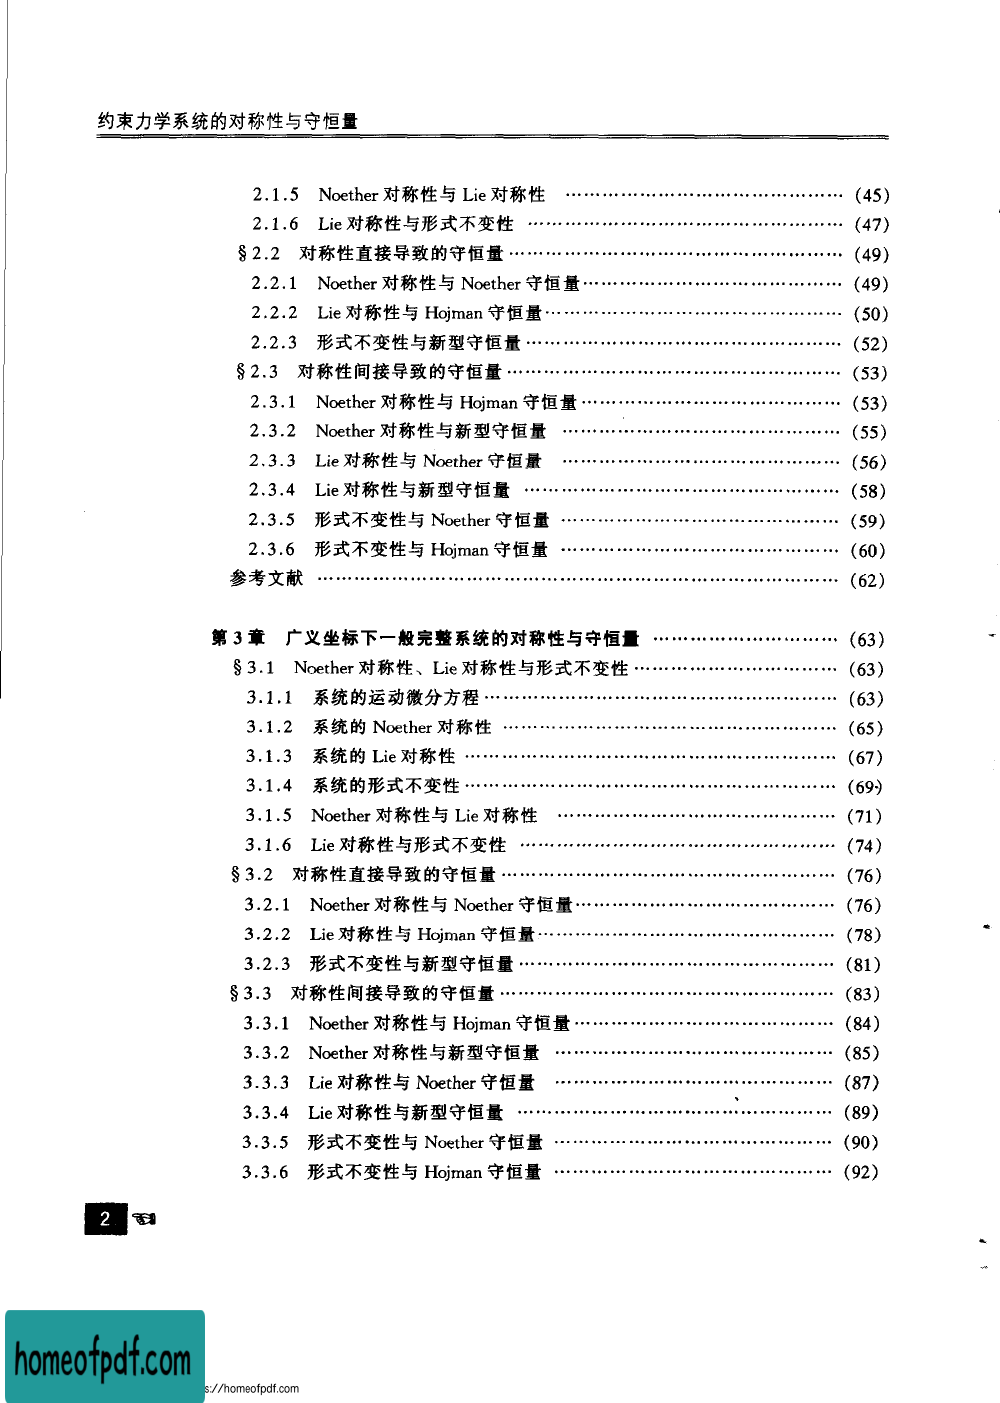 约束力学系统的对称性与守恒量
2.1.5 Noether 对称性与 Lie 对称性 …………………………………… (45)
2.1.6 Lie 对称性与形式不变性 …………………………………… (47)
§2.2 对称性直接导致的守恒量 …………………………………… (49)
2.2.1 Noether 对称性与 Noether 守恒量 …………………………………… (49)
2.2.2 Lie 对称性与 Hojman 守恒量 …………………………………… (50)
2.2.3 形式不变性与新型守恒量 …………………………………… (52)
§2.3 对称性间接导致的守恒量 …………………………………… (53)
2.3.1 Noether 对称性与 Hojman 守恒量 …………………………………… (53)
2.3.2 Noether 对称性与新型守恒量 …………………………………… (55)
2.3.3 Lie 对称性与 Noether 守恒量 …………………………………… (56)
2.3.4 Lie 对称性与新型守恒量 …………………………………… (58)
2.3.5 形式不变性与 Noether 守恒量 …………………………………… (59)
2.3.6 形式不变性与 Hojman 守恒量 …………………………………… (60)
参考文献 …………………………………… (62)
第 3 章 广义坐标下一般完整系统的对称性与守恒量 …………………………………… (63)
§3.1 Noether 对称性、Lie 对称性与形式不变性 …………………………………… (63)
3.1.1 系统的运动微分方程 …………………………………… (63)
3.1.2 系统的 Noether 对称性 …………………………………… (65)
3.1.3 系统的 Lie 对称性 …………………………………… (67)
3.1.4 系统的形式不变性 …………………………………… (69)
3.1.5 Noether 对称性与 Lie 对称性 …………………………………… (71)
3.1.6 Lie 对称性与形式不变性 …………………………………… (74)
§3.2 对称性直接导致的守恒量 …………………………………… (76)
3.2.1 Noether 对称性与 Noether 守恒量 …………………………………… (76)
3.2.2 Lie 对称性与 Hojman 守恒量 …………………………………… (78)
3.2.3 形式不变性与新型守恒量 …………………………………… (81)
§3.3 对称性间接导致的守恒量 …………………………………… (83)
3.3.1 Noether 对称性与 Hojman 守恒量 …………………………………… (84)
3.3.2 Noether 对称性与新型守恒量 …………………………………… (85)
3.3.3 Lie 对称性与 Noether 守恒量 …………………………………… (87)
3.3.4 Lie 对称性与新型守恒量 …………………………………… (89)
3.3.5 形式不变性与 Noether 守恒量 …………………………………… (90)
3.3.6 形式不变性与 Hojman 守恒量 …………………………………… (92)
2
homeofpdf.com
s://homeofpdf.com